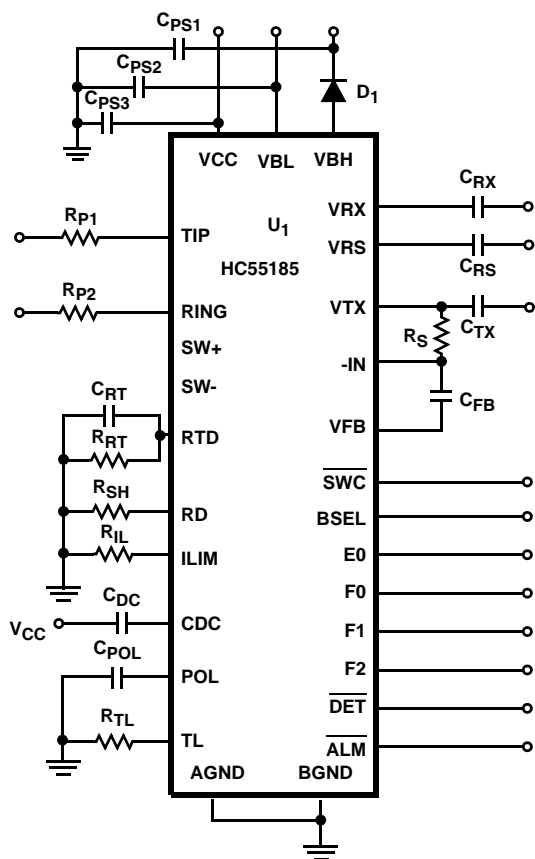 CPS1
CPS2
D1
CPS3
VCC VBL VBH
CRX
RP1
VRX
TIP
U1
VRS
HC55185
CRS
RP2
RING
VTX
CTX
RS
SW+
-IN
SW-
CRT
CFB
RTD
VFB
RRT
RSH
SWC
RD
BSEL
RIL
ILIM
E0
CDC
F0
VCC
CDC
F1
CPOL
POL
F2
RTL
DET
TL
ALM
AGND BGND